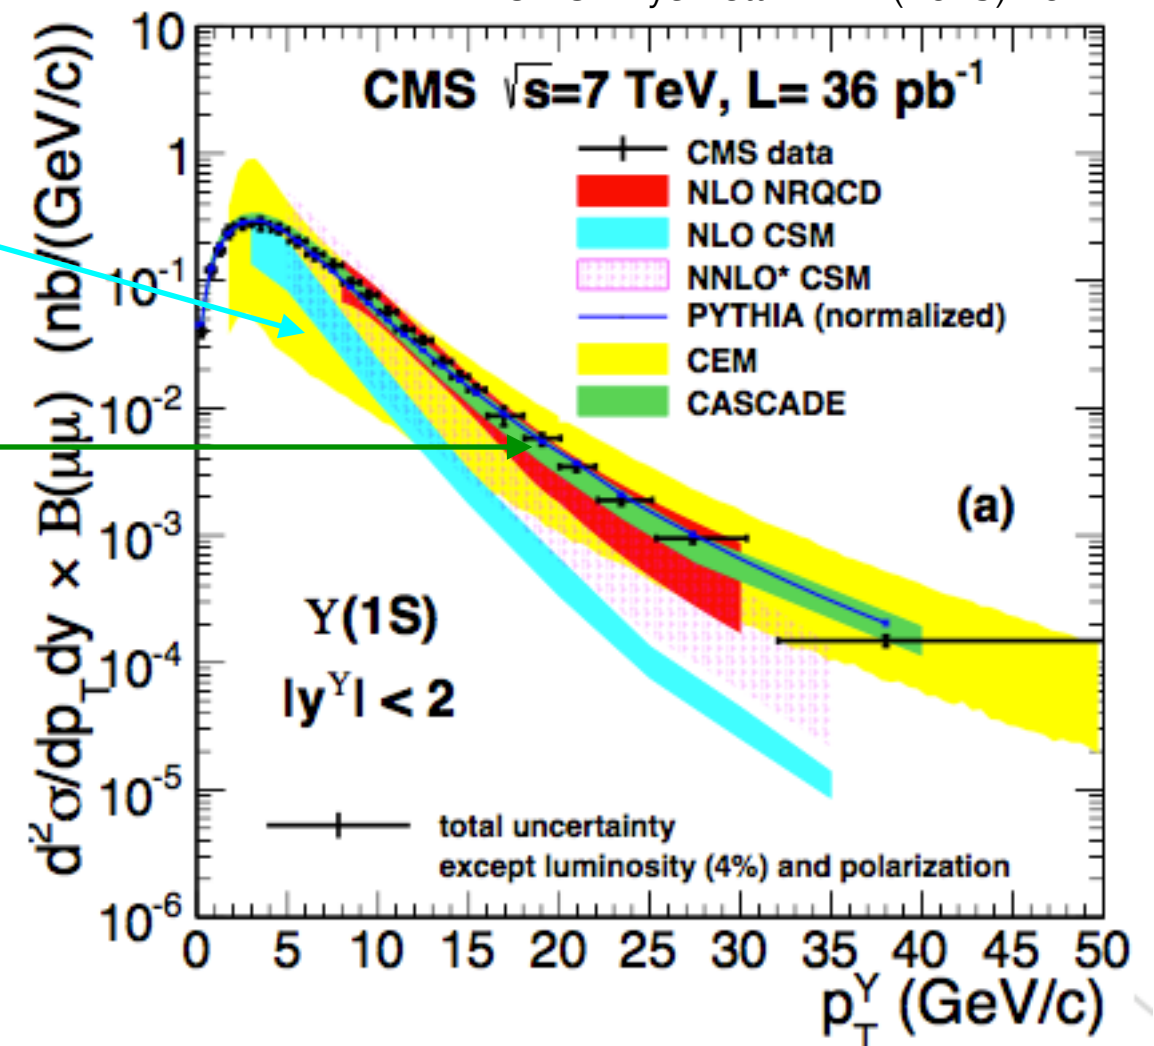 10
CMS √s=7 TeV, L= 36 pb⁻¹
1
CMS data
NLO NRQCD
NLO CSM
10⁻¹
NNLO* CSM
PYTHIA (normalized)
CEM
10⁻²
CASCADE
(a)
10⁻³
Υ(1S)
10⁻⁴
|y^Υ| < 2
10⁻⁵
total uncertainty
except luminosity (4%) and polarization
10⁻⁶
0 5 10 15 20 25 30 35 40 45 50
p_T^Υ (GeV/c)
d²σ/dp_T dy × B(μμ) (nb/(GeV/c))